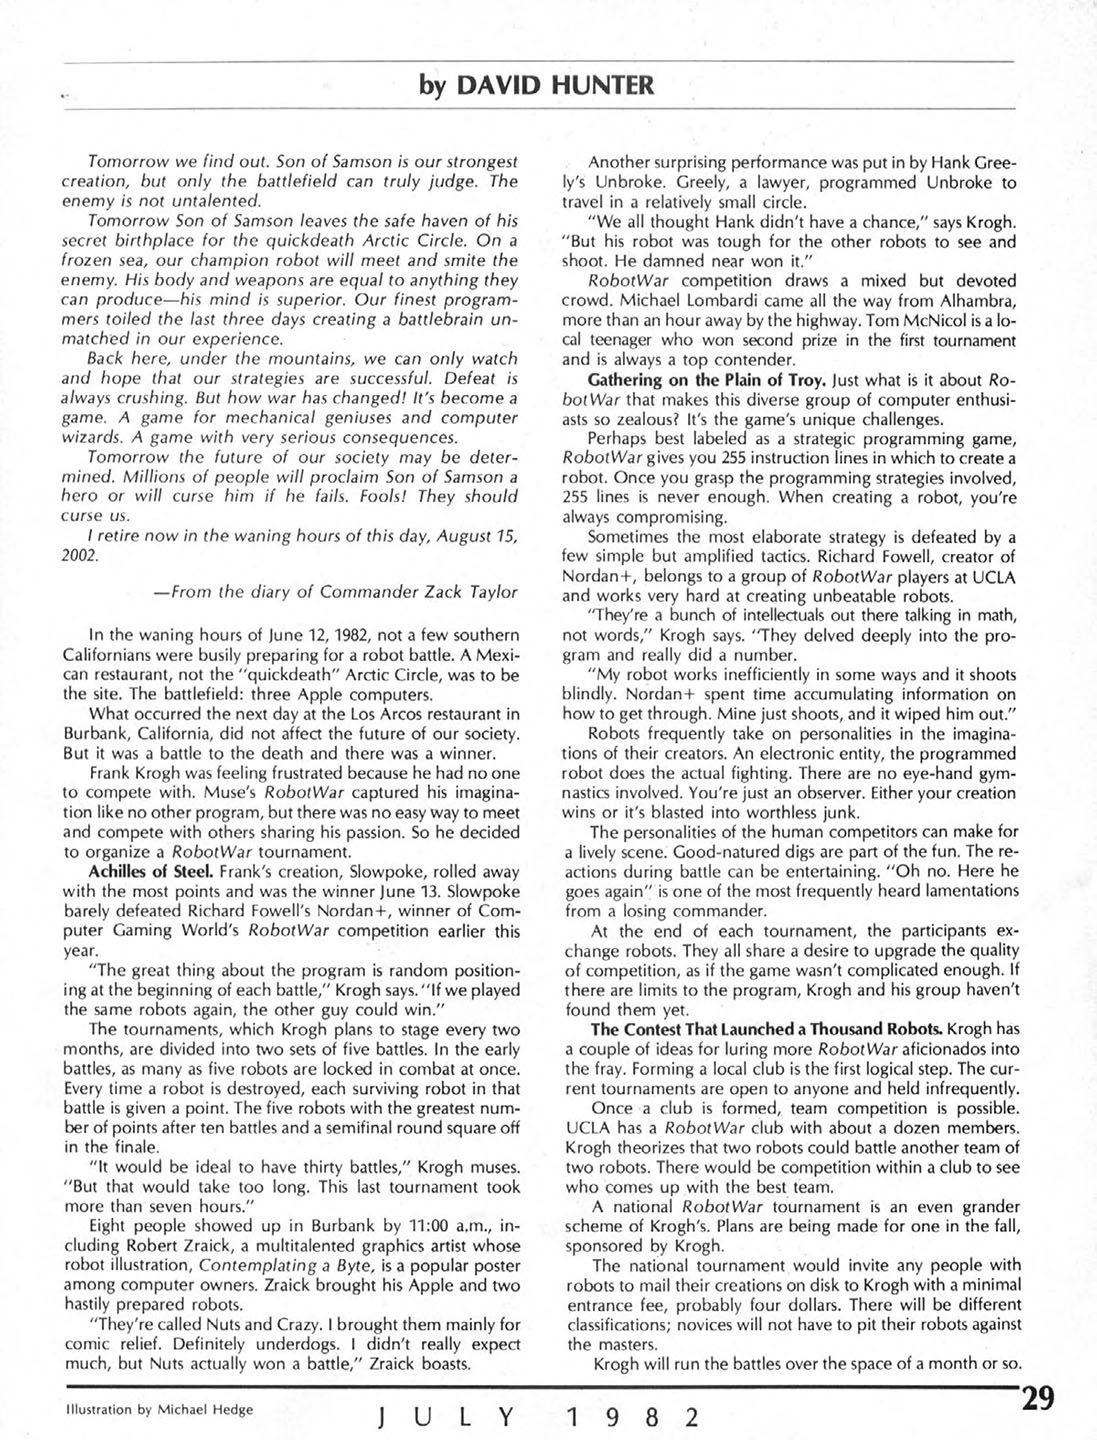 by DAVID HUNTER
Tomorrow we find out. Son of Samson is our strongest
creation, but only the battlefield can truly judge. The
enemy is not untalented.
Tomorrow Son of Samson leaves the safe haven of his
secret birthplace for the quickdeath Arctic Circle. On a
frozen sea, our champion robot will meet and smite the
enemy. His body and weapons are equal to anything they
can produce—his mind is superior. Our finest program-
mers toiled the last three days creating a battlebrain un-
matched in our experience.
Back here, under the mountains, we can only watch
and hope that our strategies are successful. Defeat is
always crushing. But how war has changed! It's become a
game. A game for mechanical geniuses and computer
wizards. A game with very serious consequences.
Tomorrow the future of our society may be deter-
mined. Millions of people will proclaim Son of Samson a
hero or will curse him if he fails. Fools! They should
curse us.
I retire now in the waning hours of this day, August 15,
2002.
—From the diary of Commander Zack Taylor
In the waning hours of June 12, 1982, not a few southern
Californians were busily preparing for a robot battle. A Mexi-
can restaurant, not the "quickdeath" Arctic Circle, was to be
the site. The battlefield: three Apple computers.
What occurred the next day at the Los Arcos restaurant in
Burbank, California, did not affect the future of our society.
But it was a battle to the death and there was a winner.
Frank Krogh was feeling frustrated because he had no one
to compete with. Muse's RobotWar captured his imagina-
tion like no other program, but there was no easy way to meet
and compete with others sharing his passion. So he decided
to organize a RobotWar tournament.
Achilles of Steel. Frank's creation, Slowpoke, rolled away
with the most points and was the winner June 13. Slowpoke
barely defeated Richard Fowell's Nordan+, winner of Com-
puter Gaming World's RobotWar competition earlier this
year.
"The great thing about the program is random position-
ing at the beginning of each battle," Krogh says. "If we played
the same robots again, the other guy could win."
The tournaments, which Krogh plans to stage every two
months, are divided into two sets of five battles. In the early
battles, as many as five robots are locked in combat at once.
Every time a robot is destroyed, each surviving robot in that
battle is given a point. The five robots with the greatest num-
ber of points after ten battles and a semifinal round square off
in the finale.
"It would be ideal to have thirty battles," Krogh muses.
"But that would take too long. This last tournament took
more than seven hours."
Eight people showed up in Burbank by 11:00 a.m., in-
cluding Robert Zraick, a multitalented graphics artist whose
robot illustration, Contemplating a Byte, is a popular poster
among computer owners. Zraick brought his Apple and two
hastily prepared robots.
"They're called Nuts and Crazy. I brought them mainly for
comic relief. Definitely underdogs. I didn't really expect
much, but Nuts actually won a battle," Zraick boasts.
Another surprising performance was put in by Hank Gree-
ly's Unbroke. Greely, a lawyer, programmed Unbroke to
travel in a relatively small circle.
"We all thought Hank didn't have a chance," says Krogh.
"But his robot was tough for the other robots to see and
shoot. He damned near won it."
RobotWar competition draws a mixed but devoted
crowd. Michael Lombardi came all the way from Alhambra,
more than an hour away by the highway. Tom McNicol is a lo-
cal teenager who won second prize in the first tournament
and is always a top contender.
Gathering on the Plain of Troy. Just what is it about Ro-
botWar that makes this diverse group of computer enthusi-
asts so zealous? It's the game's unique challenges.
Perhaps best labeled as a strategic programming game,
RobotWar gives you 255 instruction lines in which to create a
robot. Once you grasp the programming strategies involved,
255 lines is never enough. When creating a robot, you're
always compromising.
Sometimes the most elaborate strategy is defeated by a
few simple but amplified tactics. Richard Fowell, creator of
Nordan+, belongs to a group of RobotWar players at UCLA
and works very hard at creating unbeatable robots.
"They're a bunch of intellectuals out there talking in math,
not words," Krogh says. "They delved deeply into the pro-
gram and really did a number.
"My robot works inefficiently in some ways and it shoots
blindly. Nordan+ spent time accumulating information on
how to get through. Mine just shoots, and it wiped him out."
Robots frequently take on personalities in the imagina-
tions of their creators. An electronic entity, the programmed
robot does the actual fighting. There are no eye-hand gym-
nastics involved. You're just an observer. Either your creation
wins or it's blasted into worthless junk.
The personalities of the human competitors can make for
a lively scene. Good-natured digs are part of the fun. The re-
actions during battle can be entertaining. "Oh no. Here he
goes again" is one of the most frequently heard lamentations
from a losing commander.
At the end of each tournament, the participants ex-
change robots. They all share a desire to upgrade the quality
of competition, as if the game wasn't complicated enough. If
there are limits to the program, Krogh and his group haven't
found them yet.
The Contest That Launched a Thousand Robots. Krogh has
a couple of ideas for luring more RobotWar aficionados into
the fray. Forming a local club is the first logical step. The cur-
rent tournaments are open to anyone and held infrequently.
Once a club is formed, team competition is possible.
UCLA has a RobotWar club with about a dozen members.
Krogh theorizes that two robots could battle another team of
two robots. There would be competition within a club to see
who comes up with the best team.
A national RobotWar tournament is an even grander
scheme of Krogh's. Plans are being made for one in the fall,
sponsored by Krogh.
The national tournament would invite any people with
robots to mail their creations on disk to Krogh with a minimal
entrance fee, probably four dollars. There will be different
classifications; novices will not have to pit their robots against
the masters.
Krogh will run the battles over the space of a month or so.
Illustration by Michael Hedge
JULY 1982
29